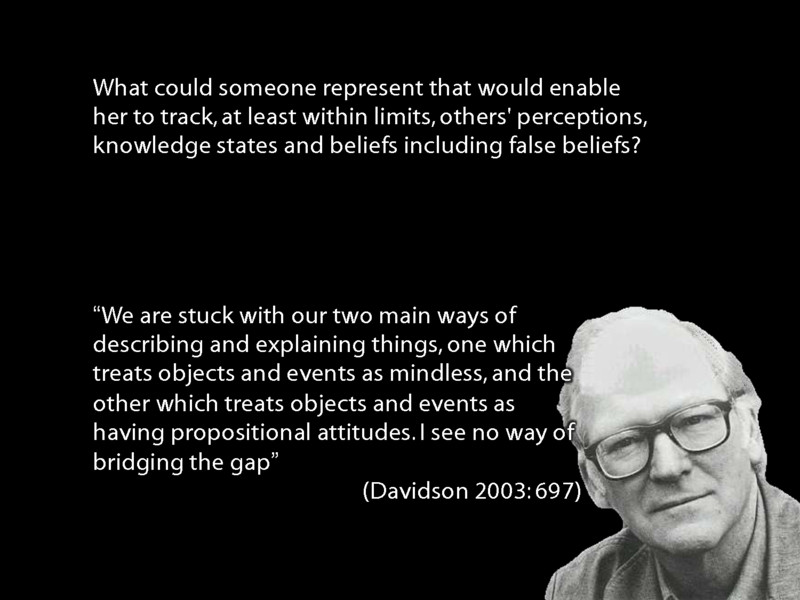 What could someone represent that would enable
her to track, at least within limits, others' perceptions,
knowledge states and beliefs including false beliefs?
“We are stuck with our two main ways of
describing and explaining things, one which
treats objects and events as mindless, and the
other which treats objects and events as
having propositional attitudes. I see no way of
bridging the gap”
(Davidson 2003: 697)